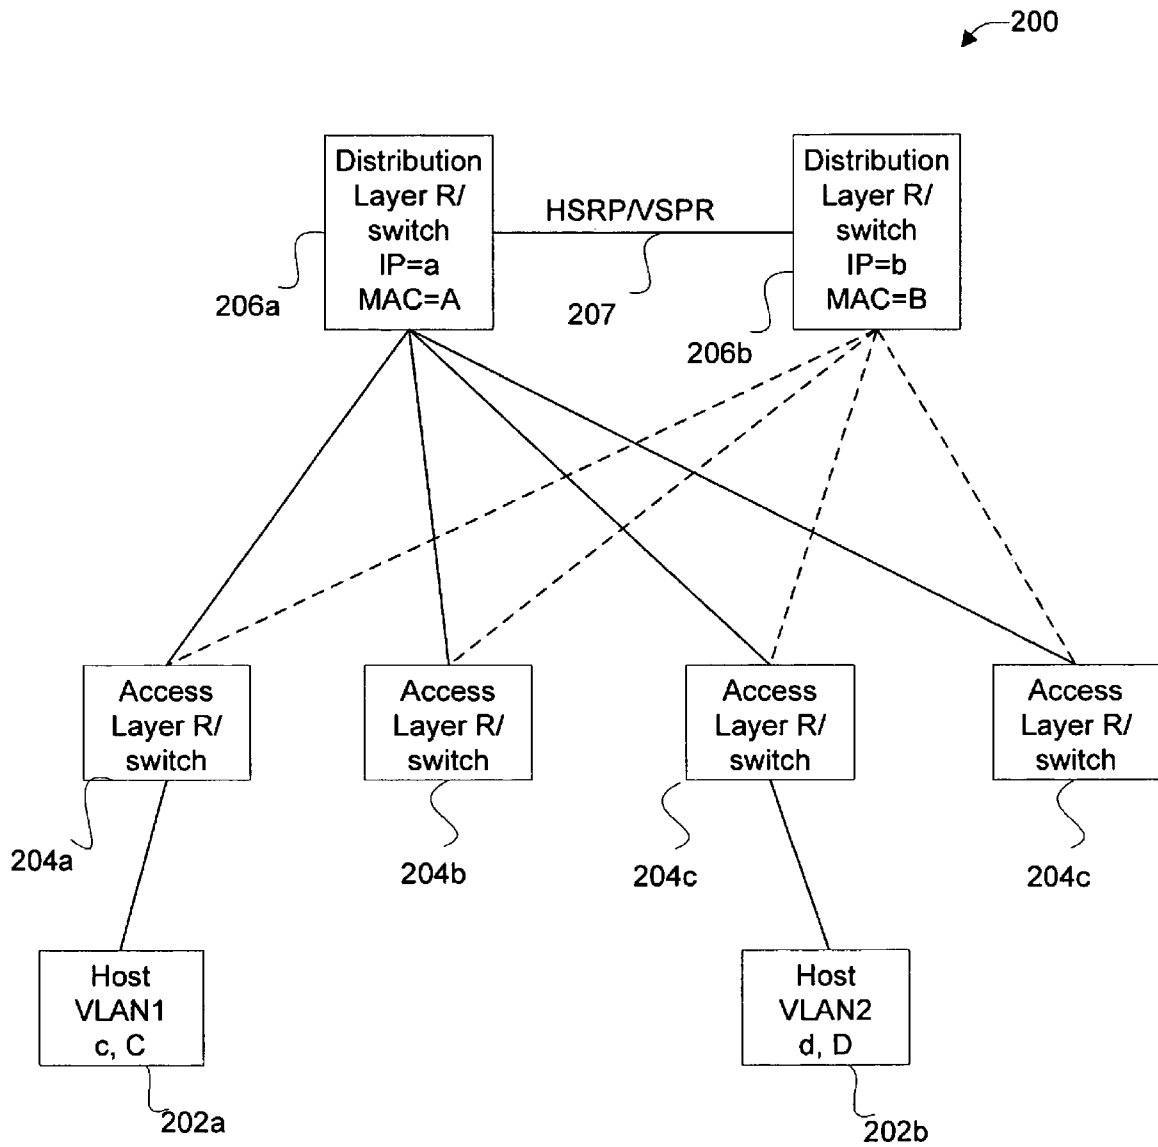 200
Distribution
Layer R/
switch
IP=a
MAC=A
HSRP/VSPR
Distribution
Layer R/
switch
IP=b
MAC=B
206a
207
206b
Access
Layer R/
switch
Access
Layer R/
switch
Access
Layer R/
switch
Access
Layer R/
switch
204a
204b
204c
204c
Host
VLAN1
c, C
Host
VLAN2
d, D
202a
202b